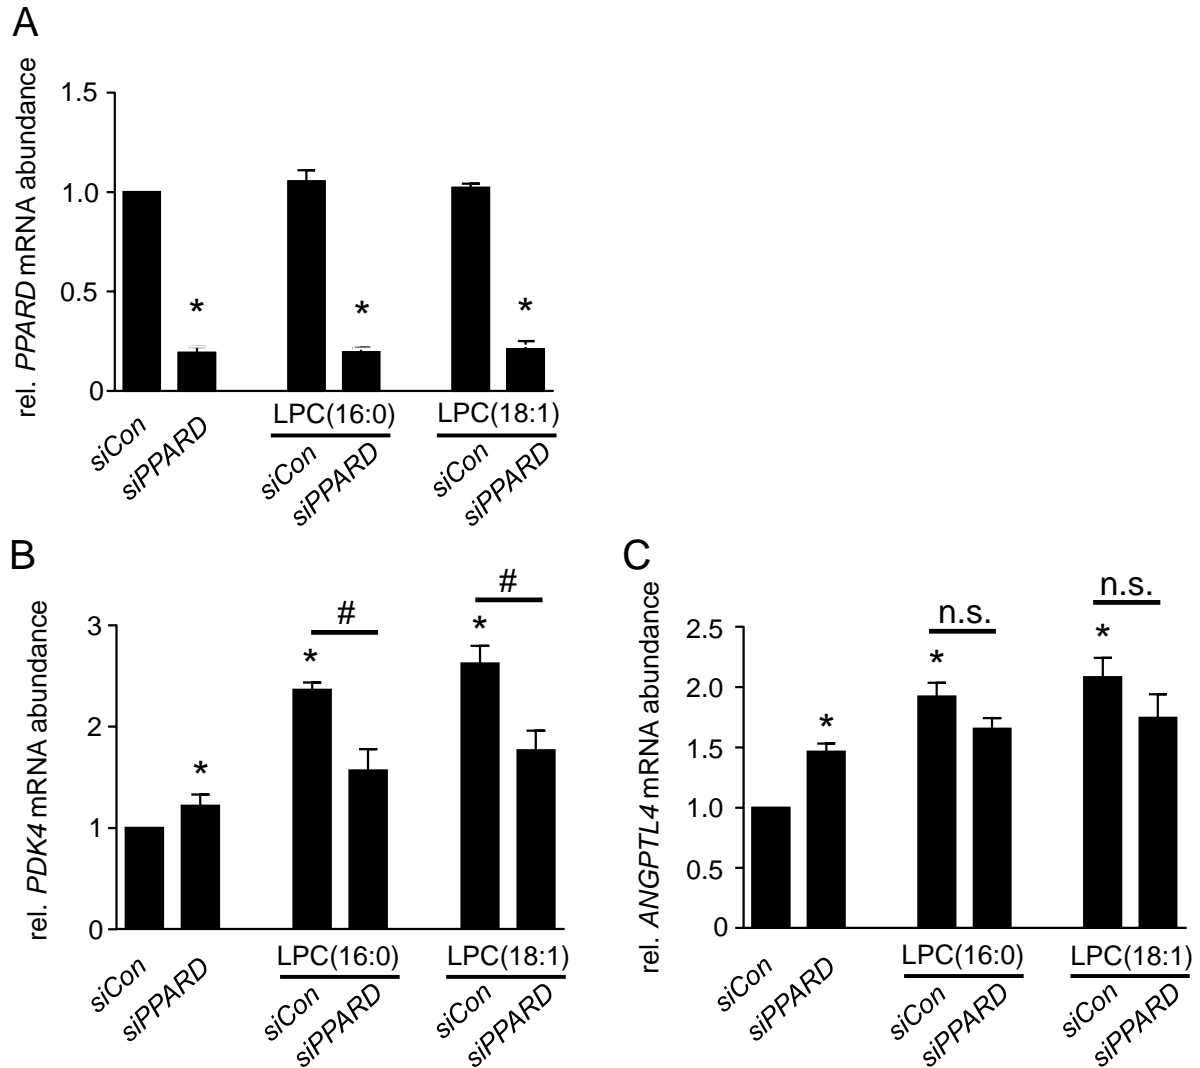 A
rel. PPARD mRNA abundance
1.5
1.0
0.5
0
*
*
*
LPC(16:0)
LPC(18:1)
siCon
siPPARD
siCon
siPPARD
siCon
siPPARD
B
rel. PDK4 mRNA abundance
3
2
1
0
*
*
#
*
#
LPC(16:0)
LPC(18:1)
siCon
siPPARD
siCon
siPPARD
siCon
siPPARD
C
rel. ANGPTL4 mRNA abundance
2.5
2.0
1.5
1.0
0.5
0
*
*
n.s.
*
n.s.
LPC(16:0)
LPC(18:1)
siCon
siPPARD
siCon
siPPARD
siCon
siPPARD